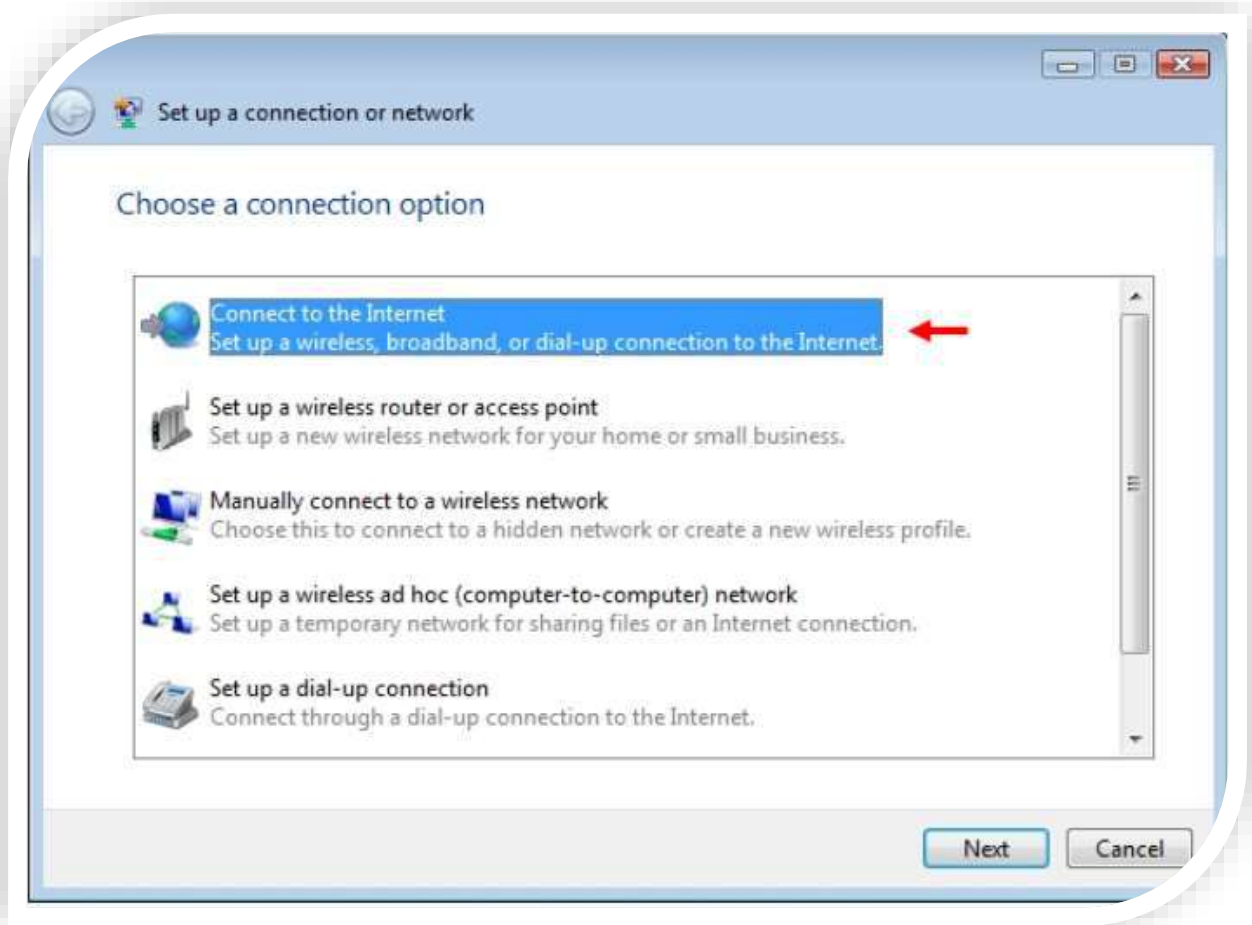 Set up a connection or network
Choose a connection option
Connect to the Internet
Set up a wireless, broadband, or dial-up connection to the Internet.
Set up a wireless router or access point
Set up a new wireless network for your home or small business.
Manually connect to a wireless network
Choose this to connect to a hidden network or create a new wireless profile.
Set up a wireless ad hoc (computer-to-computer) network
Set up a temporary network for sharing files or an Internet connection.
Set up a dial-up connection
Connect through a dial-up connection to the Internet.
Next
Cancel